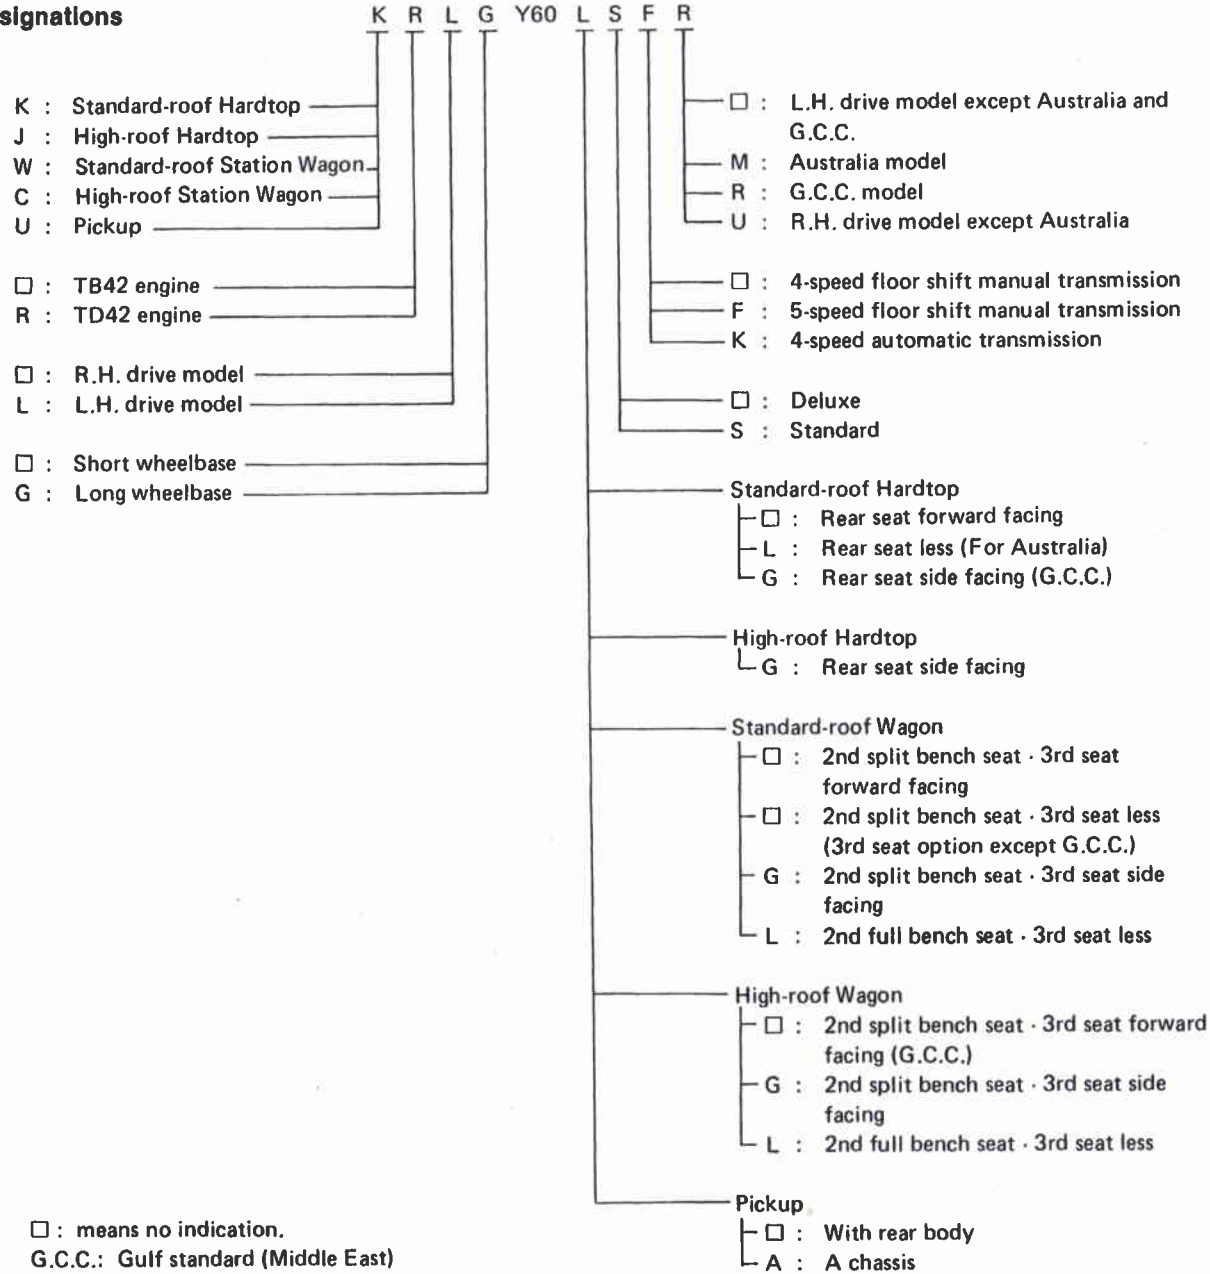 signations
K R L G Y60 L S F R
K : Standard-roof Hardtop
J : High-roof Hardtop
W : Standard-roof Station Wagon
C : High-roof Station Wagon
U : Pickup
□ : TB42 engine
R : TD42 engine
□ : R.H. drive model
L : L.H. drive model
□ : Short wheelbase
G : Long wheelbase
□ : L.H. drive model except Australia and
G.C.C.
M : Australia model
R : G.C.C. model
U : R.H. drive model except Australia
□ : 4-speed floor shift manual transmission
F : 5-speed floor shift manual transmission
K : 4-speed automatic transmission
□ : Deluxe
S : Standard
Standard-roof Hardtop
□ : Rear seat forward facing
L : Rear seat less (For Australia)
G : Rear seat side facing (G.C.C.)
High-roof Hardtop
G : Rear seat side facing
Standard-roof Wagon
□ : 2nd split bench seat · 3rd seat
forward facing
□ : 2nd split bench seat · 3rd seat less
(3rd seat option except G.C.C.)
G : 2nd split bench seat · 3rd seat side
facing
L : 2nd full bench seat · 3rd seat less
High-roof Wagon
□ : 2nd split bench seat · 3rd seat forward
facing (G.C.C.)
G : 2nd split bench seat · 3rd seat side
facing
L : 2nd full bench seat · 3rd seat less
Pickup
□ : With rear body
A : A chassis
□ : means no indication.
G.C.C.: Gulf standard (Middle East)